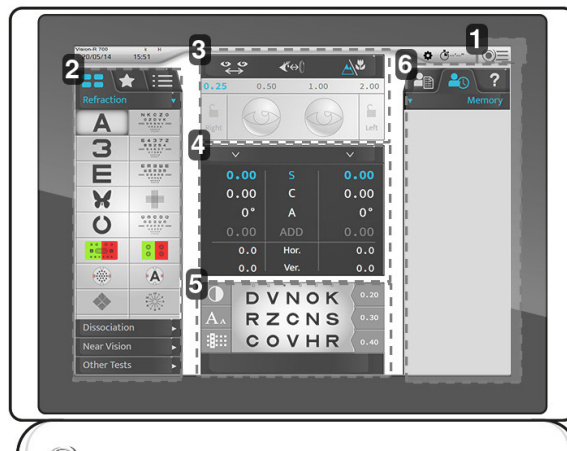 Vision-R 700
20/05/14 15:51
1
2
3
4
5
6
?
Refraction
Memory
0.25 0.50 1.00 2.00
Right Left
A
3
E
0.00 S 0.00
0.00 C 0.00
0° A 0°
0.00 ADD 0.00
0.0 Hor. 0.0
0.0 Ver. 0.0
A
Dissociation
Near Vision
Other Tests
DVNOK 0.20
AA RZCNS 0.30
COVHR 0.40